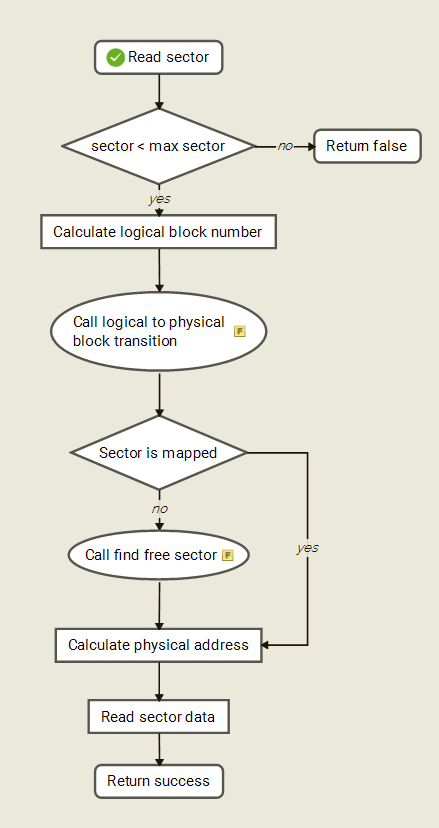 Read sector
sector < max sector
no
Return false
yes
Calculate logical block number
Call logical to physical
block transition
F
Sector is mapped
no
yes
Call find free sector
F
Calculate physical address
Read sector data
Return success